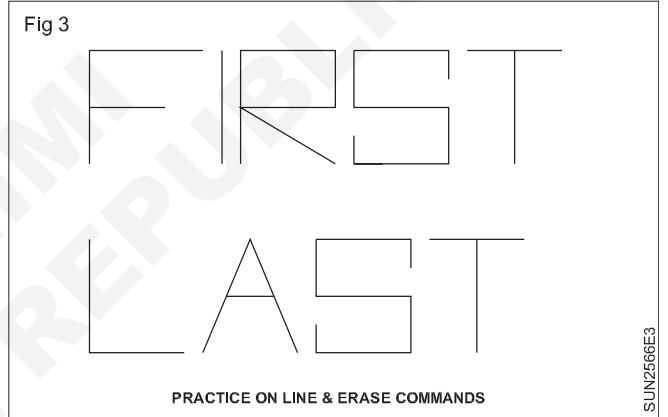 Fig 3
FIRST
LAST
PRACTICE ON LINE & ERASE COMMANDS
SUN2566E3